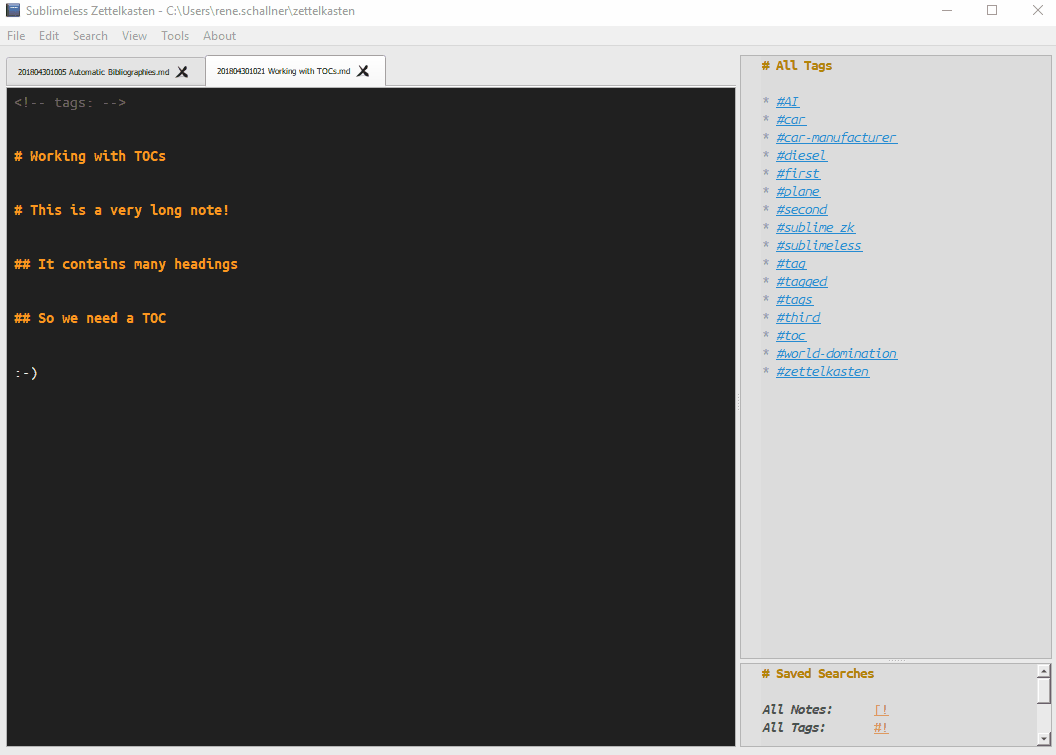 Sublimeless Zettelkasten - C:\Users\rene.schallner\zettelkasten
File Edit Search View Tools About
201804301005 Automatic Bibliographies.md
201804301021 Working with TOCs.md
<!-- tags: -->
# Working with TOCs
# This is a very long note!
## It contains many headings
## So we need a TOC
:-)
# All Tags
* #AI
* #car
* #car-manufacturer
* #diesel
* #first
* #plane
* #second
* #sublime_zk
* #sublimeless
* #tag
* #tagged
* #tags
* #third
* #toc
* #world-domination
* #zettelkasten
# Saved Searches
All Notes: [!
All Tags: #!